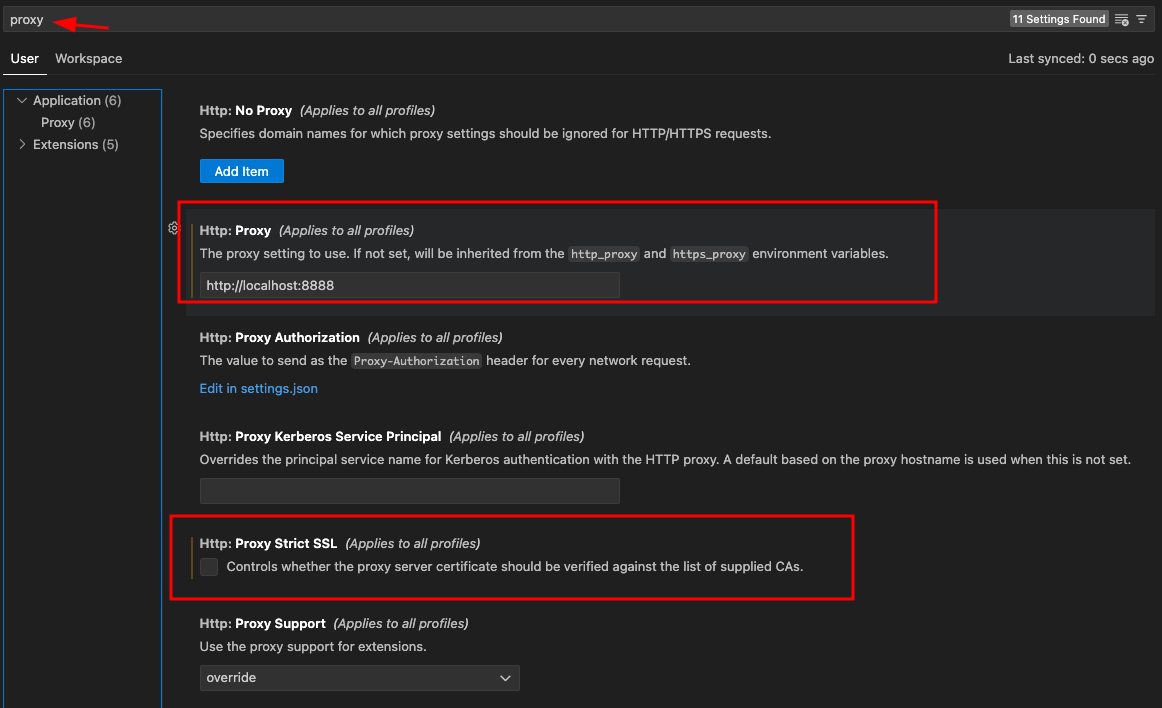 proxy
11 Settings Found
User
Workspace
Last synced: 0 secs ago
Application (6)
Proxy (6)
Extensions (5)
Http: No Proxy (Applies to all profiles)
Specifies domain names for which proxy settings should be ignored for HTTP/HTTPS requests.
Add Item
Http: Proxy (Applies to all profiles)
The proxy setting to use. If not set, will be inherited from the http_proxy and https_proxy environment variables.
http://localhost:8888
Http: Proxy Authorization (Applies to all profiles)
The value to send as the Proxy-Authorization header for every network request.
Edit in settings.json
Http: Proxy Kerberos Service Principal (Applies to all profiles)
Overrides the principal service name for Kerberos authentication with the HTTP proxy. A default based on the proxy hostname is used when this is not set.
Http: Proxy Strict SSL (Applies to all profiles)
Controls whether the proxy server certificate should be verified against the list of supplied CAs.
Http: Proxy Support (Applies to all profiles)
Use the proxy support for extensions.
override